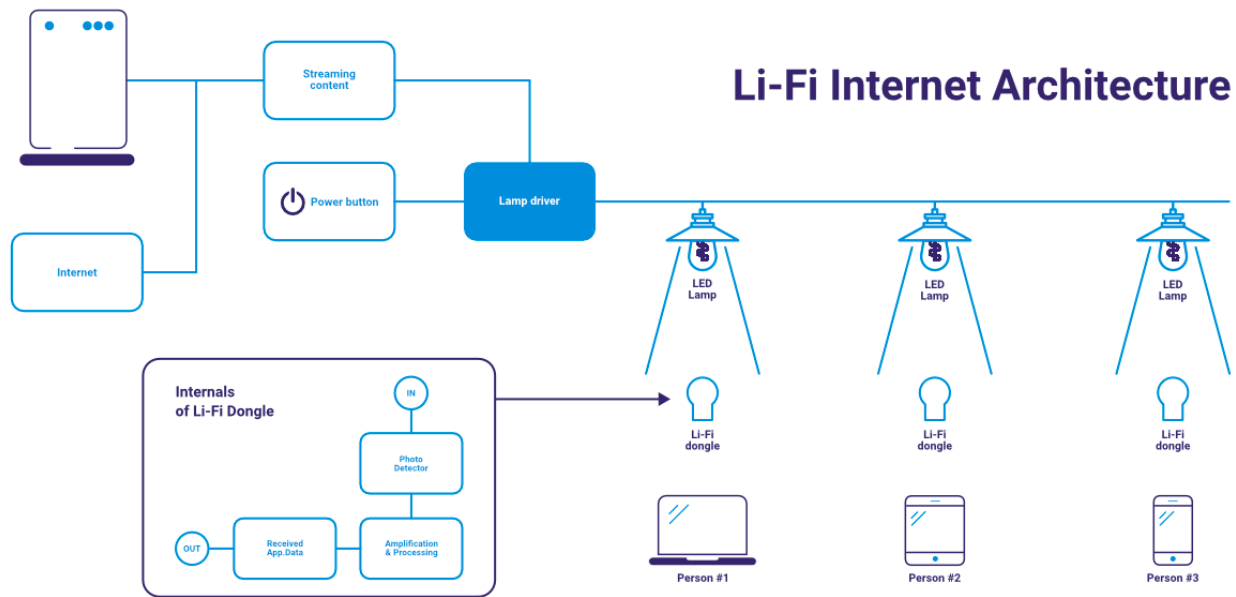 Li-Fi Internet Architecture
Streaming
content
Power button
Lamp driver
Internet
LED
Lamp
LED
Lamp
LED
Lamp
Internals
of Li-Fi Dongle
IN
Photo
Detector
Amplification
& Processing
Received
App.Data
OUT
Li-Fi
dongle
Li-Fi
dongle
Li-Fi
dongle
Person #1
Person #2
Person #3